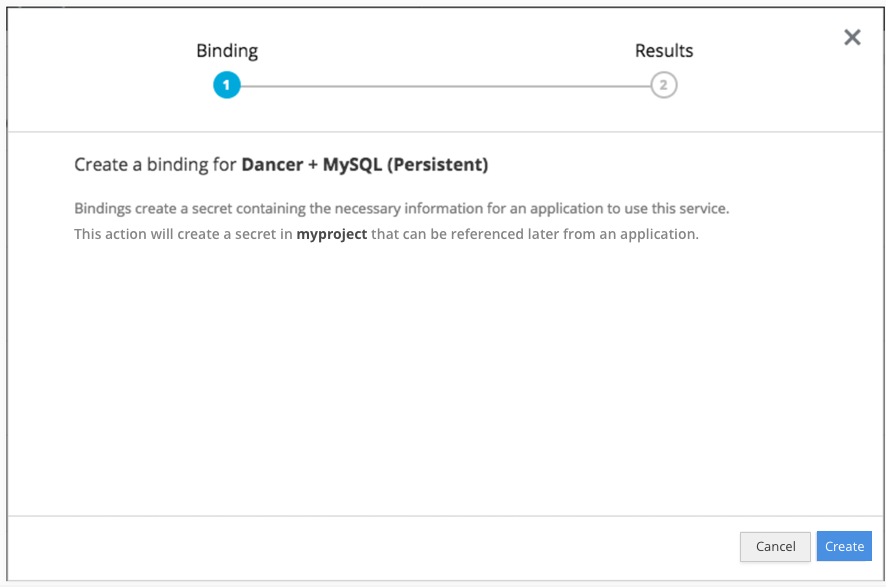 Binding
Results
1
2
Create a binding for Dancer + MySQL (Persistent)
Bindings create a secret containing the necessary information for an application to use this service.
This action will create a secret in myproject that can be referenced later from an application.
Cancel
Create